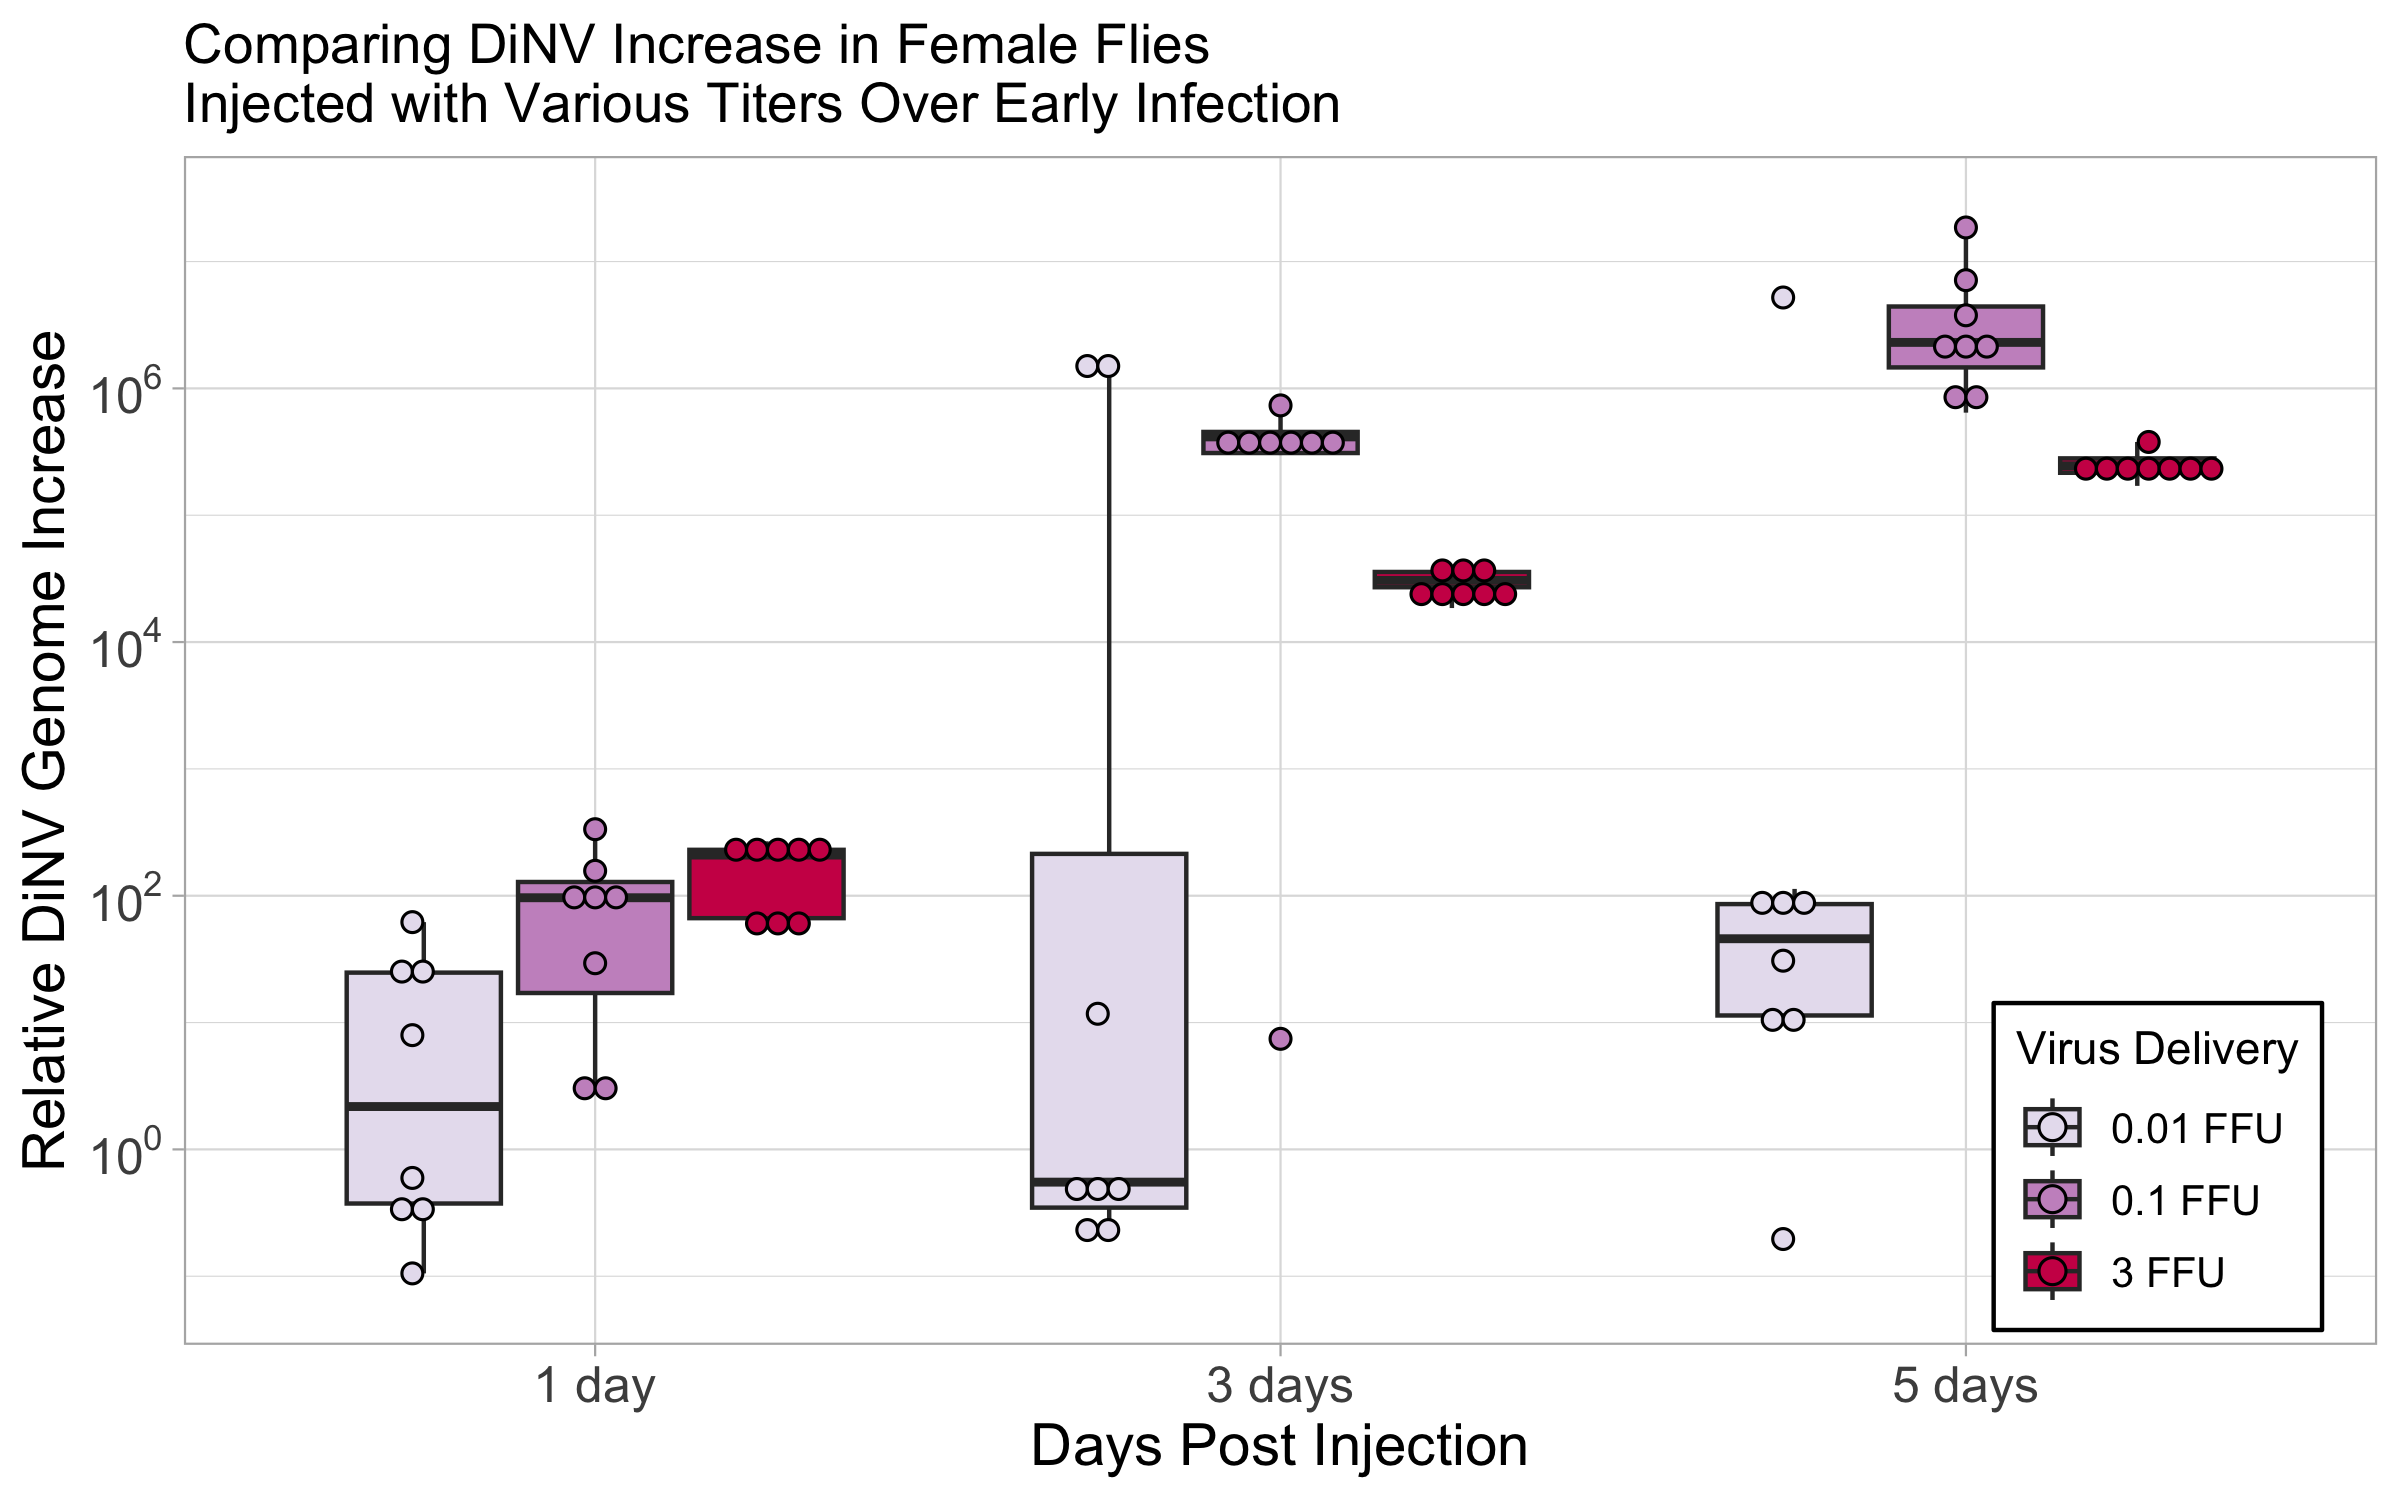 Comparing DiNV Increase in Female Flies
Injected with Various Titers Over Early Infection
Relative DiNV Genome Increase
10^6
10^4
10^2
10^0
1 day
3 days
5 days
Days Post Injection
Virus Delivery
0.01 FFU
0.1 FFU
3 FFU